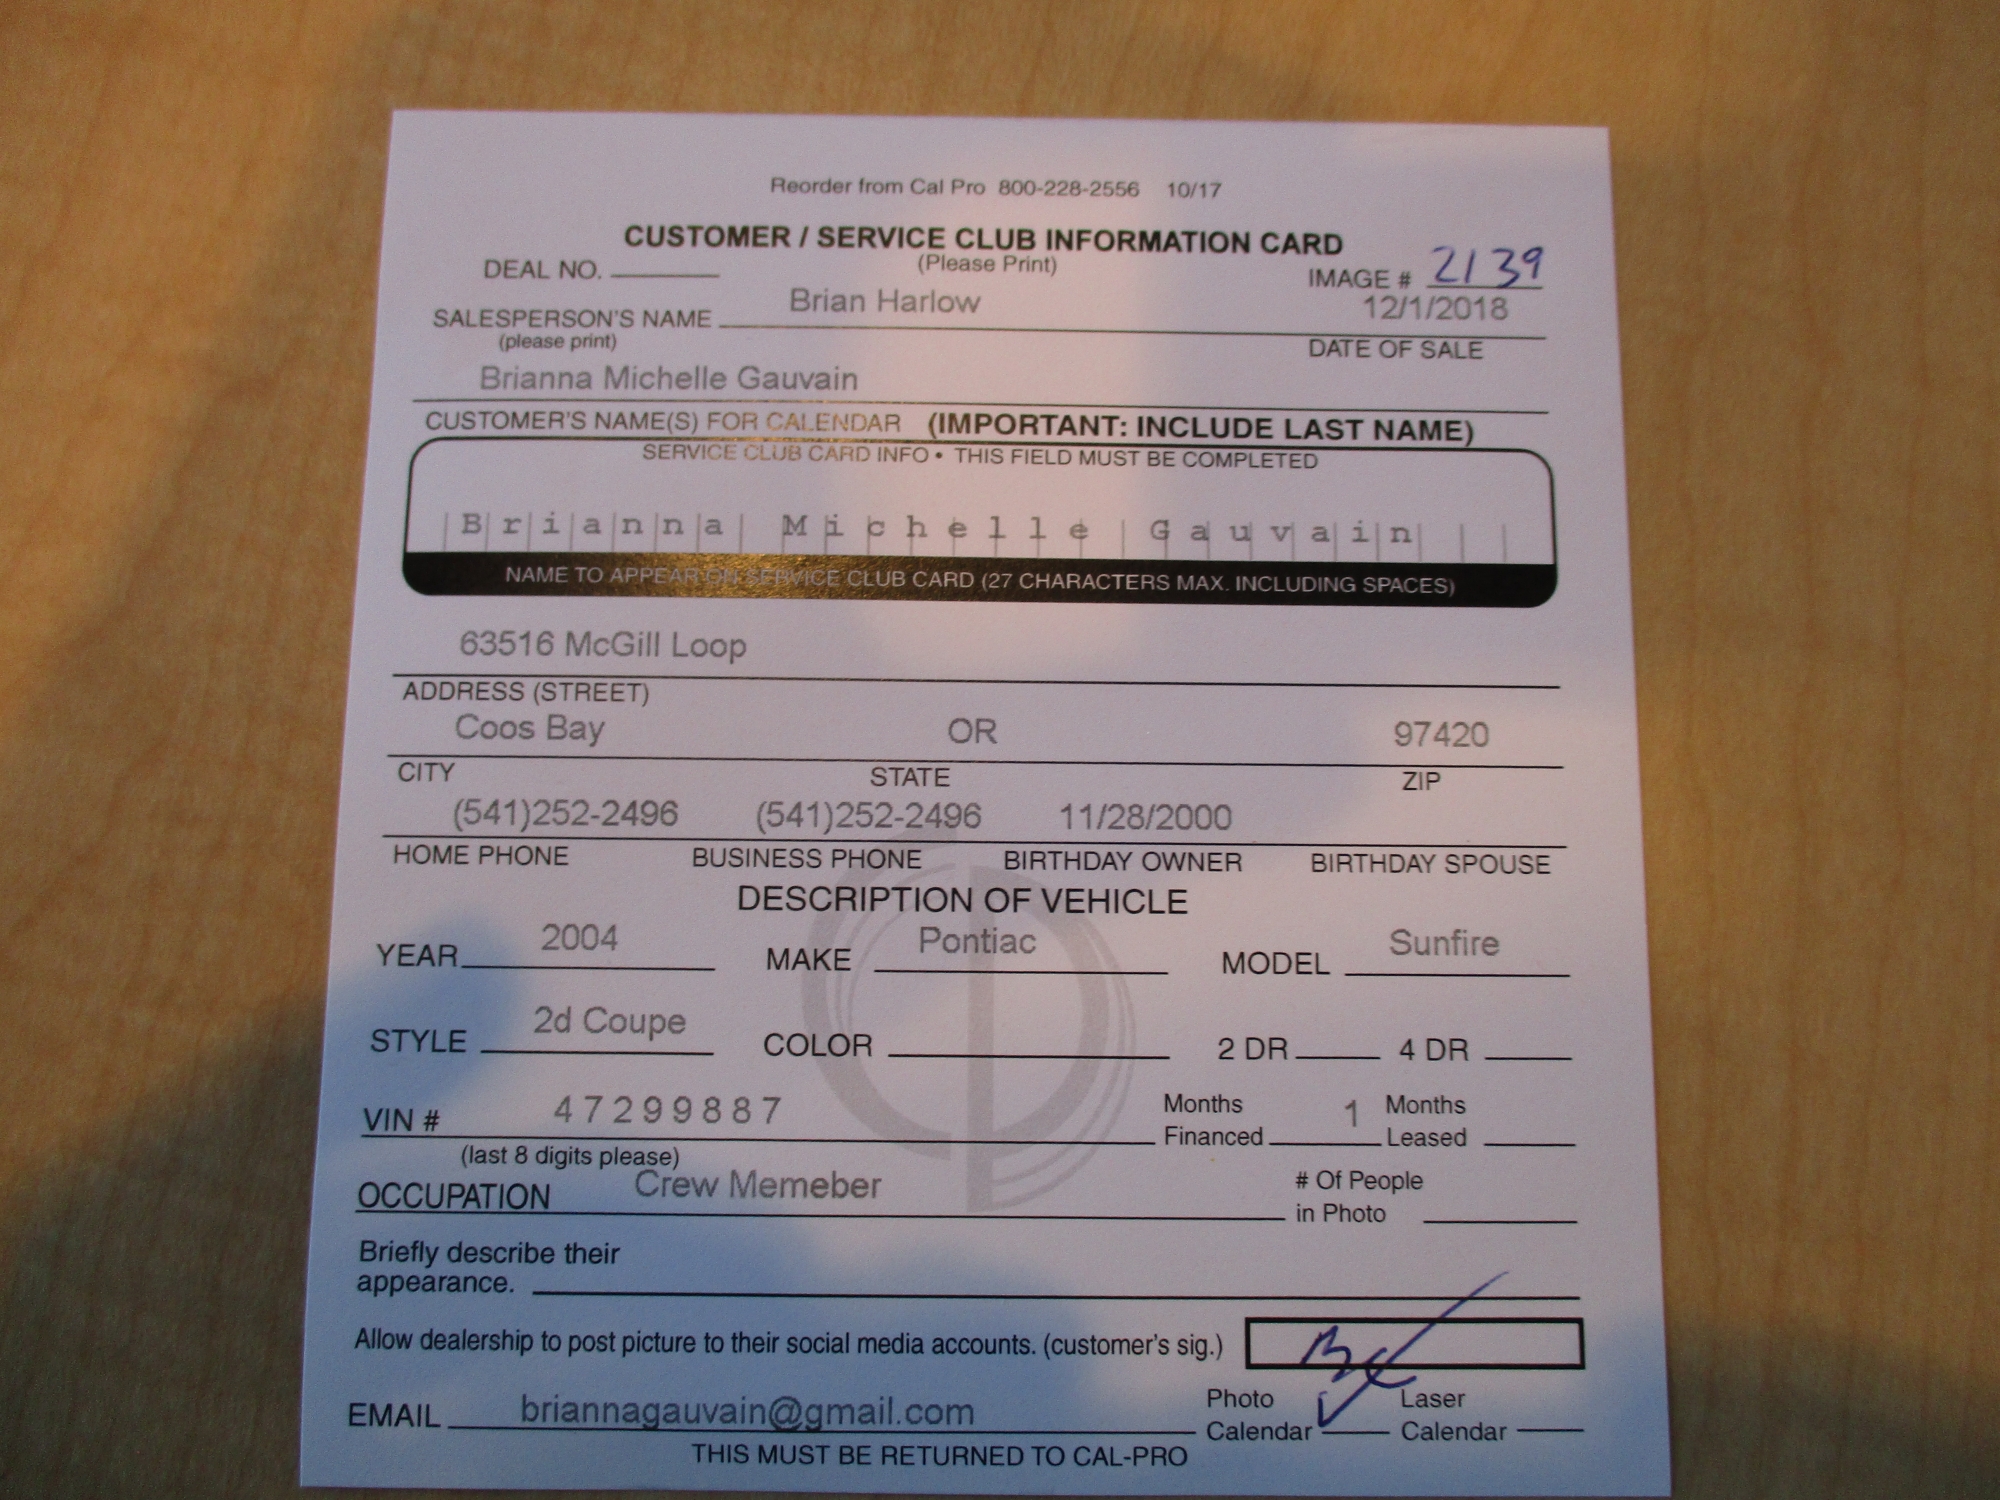 Reorder from Cal Pro 800-228-2556 10/17
CUSTOMER / SERVICE CLUB INFORMATION CARD
(Please Print)
DEAL NO.
IMAGE # 2139
SALESPERSON'S NAME Brian Harlow 12/1/2018
(please print) DATE OF SALE
Brianna Michelle Gauvain
CUSTOMER'S NAME(S) FOR CALENDAR (IMPORTANT: INCLUDE LAST NAME)
SERVICE CLUB CARD INFO • THIS FIELD MUST BE COMPLETED
Brianna Michelle Gauvain
NAME TO APPEAR ON SERVICE CLUB CARD (27 CHARACTERS MAX. INCLUDING SPACES)
63516 McGill Loop
ADDRESS (STREET)
Coos Bay OR 97420
CITY STATE ZIP
(541)252-2496 (541)252-2496 11/28/2000
HOME PHONE BUSINESS PHONE BIRTHDAY OWNER BIRTHDAY SPOUSE
DESCRIPTION OF VEHICLE
YEAR 2004 MAKE Pontiac MODEL Sunfire
STYLE 2d Coupe COLOR 2 DR 4 DR
VIN # 47299887 Months Financed 1 Months Leased
(last 8 digits please)
OCCUPATION Crew Memeber # Of People in Photo
Briefly describe their
appearance.
Allow dealership to post picture to their social media accounts. (customer's sig.)
EMAIL briannagauvain@gmail.com Photo Calendar Laser Calendar
THIS MUST BE RETURNED TO CAL-PRO